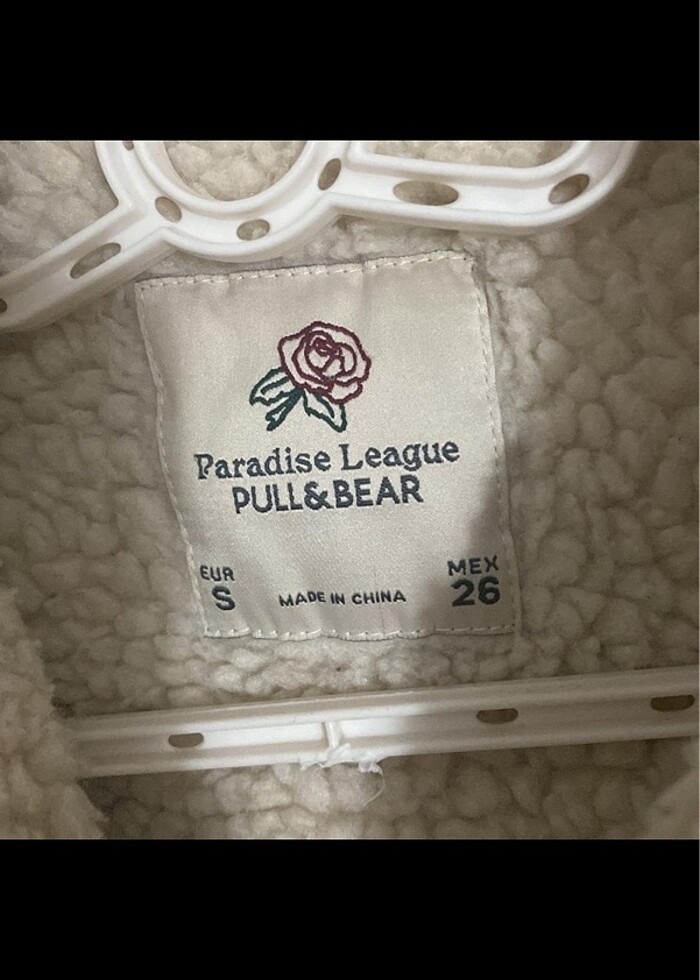 Paradise League
PULL&BEAR
EUR
S
MADE IN CHINA
MEX
26